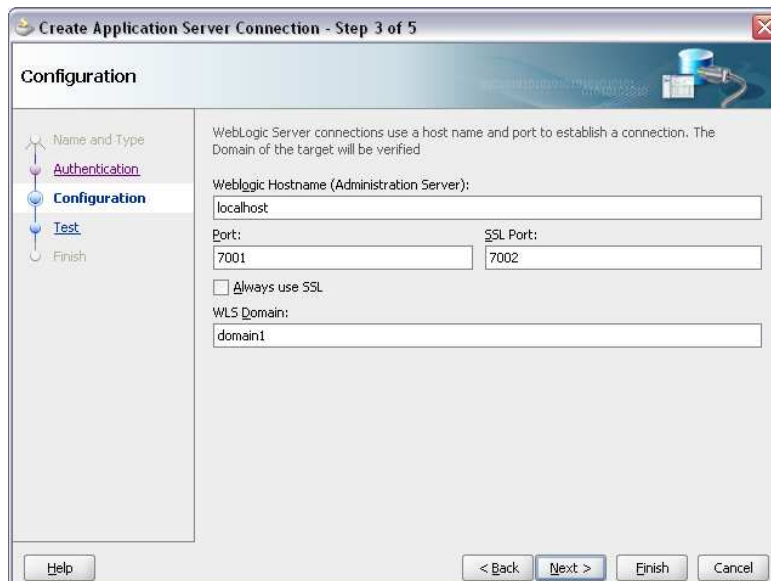 Create Application Server Connection - Step 3 of 5
Configuration
Name and Type
Authentication
Configuration
Test
Finish
WebLogic Server connections use a host name and port to establish a connection. The
Domain of the target will be verified
Weblogic Hostname (Administration Server):
localhost
Port:
SSL Port:
7001
7002
Always use SSL
WLS Domain:
domain1
Help
< Back
Next >
Finish
Cancel